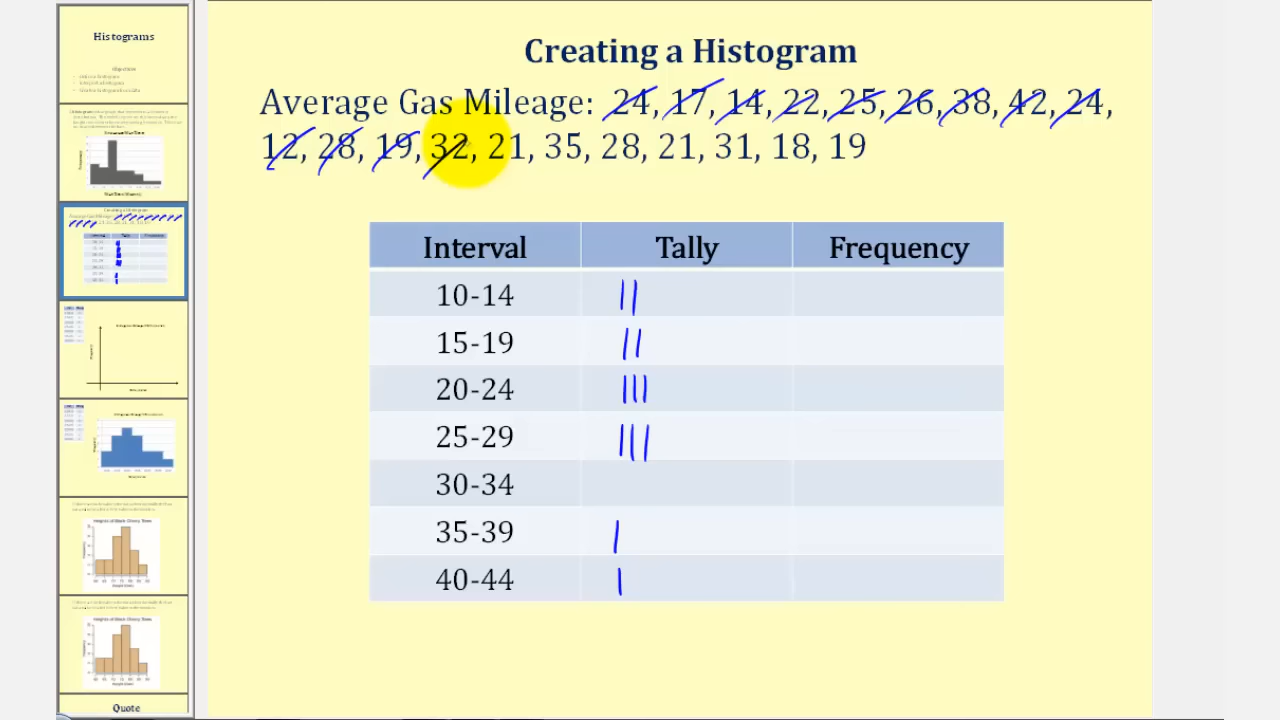 Histograms
Creating a Histogram
Average Gas Mileage: 24, 17, 14, 22, 25, 26, 38, 42, 24,
12, 28, 19, 32, 21, 35, 28, 21, 31, 18, 19
Interval Tally Frequency
10-14
15-19
20-24
25-29
30-34
35-39
40-44
Quote